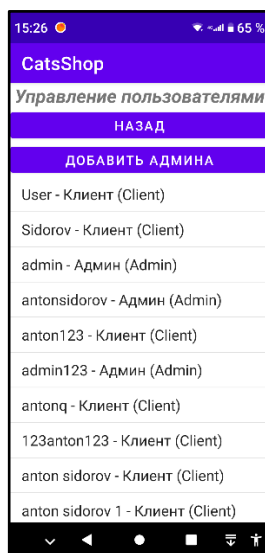 15:26 65 %
CatsShop
Управление пользователями
НАЗАД
ДОБАВИТЬ АДМИНА
User - Клиент (Client)
Sidorov - Клиент (Client)
admin - Админ (Admin)
antonsidorov - Админ (Admin)
anton123 - Клиент (Client)
admin123 - Админ (Admin)
antonq - Клиент (Client)
123anton123 - Клиент (Client)
anton sidorov - Клиент (Client)
anton sidorov 1 - Клиент (Client)